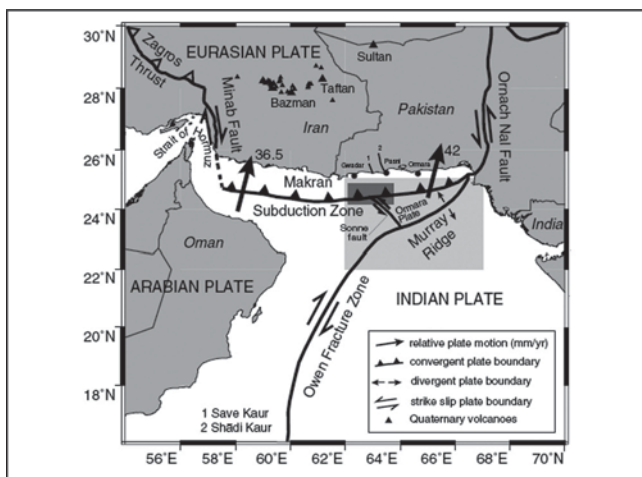 30°N
28°N
26°N
24°N
22°N
20°N
18°N
56°E
58°E
60°E
62°E
64°E
66°E
68°E
70°E
Zagros
Thrust
EURASIAN PLATE
Sultan
Minab Fault
Taftan
Bazman
Iran
Pakistan
Ornach Nal Fault
Strait of
Hormuz
36.5
42
1
2
Gwadar
Pasni
Ormara
Makran
Subduction Zone
Sonne
fault
Ormara
Plate
Murray
Ridge
India
Oman
ARABIAN PLATE
INDIAN PLATE
Owen Fracture Zone
1 Save Kaur
2 Shādi Kaur
relative plate motion (mm/yr)
convergent plate boundary
divergent plate boundary
strike slip plate boundary
Quaternary volcanoes